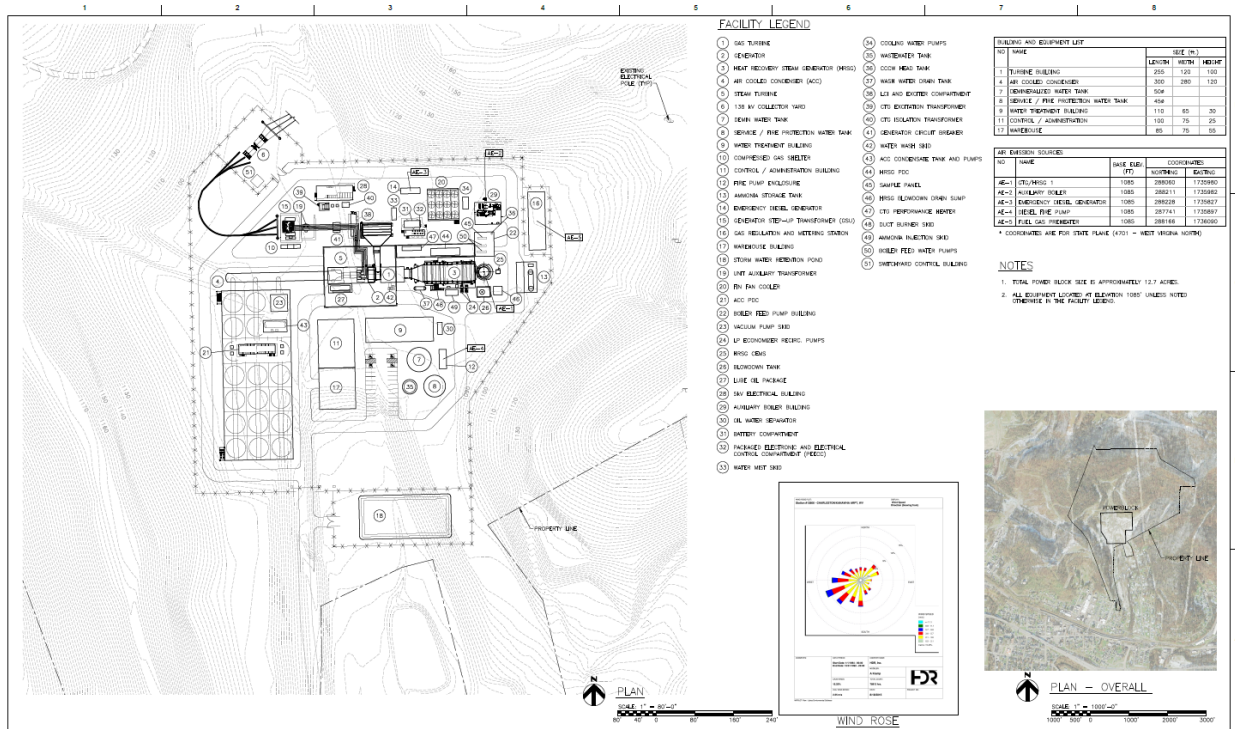 1 2 3 4 5 6 7 8
FACILITY LEGEND
1 GAS TURBINE
2 GENERATOR
3 HEAT RECOVERY STEAM GENERATOR (HRSG)
4 AIR COOLED CONDENSER (ACC)
5 STEAM TURBINE
6 138 kV COLLECTOR YARD
7 DEMIN WATER TANK
8 SERVICE / FIRE PROTECTION WATER TANK
9 WATER TREATMENT BUILDING
10 COMPRESSED GAS SHELTER
11 CONTROL / ADMINISTRATION BUILDING
12 FIRE PUMP ENCLOSURE
13 AMMONIA STORAGE TANK
14 EMERGENCY DIESEL GENERATOR
15 GENERATOR STEP-UP TRANSFORMER (GSU)
16 GAS REGULATION AND METERING STATION
17 WAREHOUSE BUILDING
18 STORM WATER RETENTION POND
19 UNIT AUXILIARY TRANSFORMER
20 FIN FAN COOLER
21 ACC PDC
22 BOILER FEED PUMP BUILDING
23 VACUUM PUMP SKID
24 LP ECONOMIZER RECIRC. PUMPS
25 HRSG CEMS
26 BLOWDOWN TANK
27 LUBE OIL PACKAGE
28 5kV ELECTRICAL BUILDING
29 AUXILIARY BOILER BUILDING
30 OIL WATER SEPARATOR
31 BATTERY COMPARTMENT
32 PACKAGED ELECTRONIC AND ELECTRICAL
CONTROL COMPARTMENT (PEECC)
33 WATER MIST SKID
34 COOLING WATER PUMPS
35 WASTEWATER TANK
36 CCCW HEAD TANK
37 WASH WATER DRAIN TANK
38 LCI AND EXCITER COMPARTMENT
39 CTG EXCITATION TRANSFORMER
40 CTG ISOLATION TRANSFORMER
41 GENERATOR CIRCUIT BREAKER
42 WATER WASH SKID
43 ACC CONDENSATE TANK AND PUMPS
44 HRSG PDC
45 SAMPLE PANEL
46 HRSG BLOWDOWN DRAIN SUMP
47 CTG PERFORMANCE HEATER
48 DUCT BURNER SKID
49 AMMONIA INJECTION SKID
50 BOILER FEED WATER PUMPS
51 SWITCHYARD CONTROL BUILDING
BUILDING AND EQUIPMENT LIST
NO NAME SIZE (ft.)
LENGTH WIDTH HEIGHT
1 TURBINE BUILDING 255 120 100
4 AIR COOLED CONDENSER 300 280 120
7 DEMINERALIZED WATER TANK 50ø
8 SERVICE / FIRE PROTECTION WATER TANK 45ø
9 WATER TREATMENT BUILDING 110 65 30
11 CONTROL / ADMINISTRATION 100 75 25
17 WAREHOUSE 85 75 55
AIR EMISSION SOURCES
NO NAME BASE ELEV. (FT) COORDINATES
NORTHING EASTING
AE-1 CTG/HRSG 1 1085 288060 1735980
AE-2 AUXILIARY BOILER 1085 288211 1735982
AE-3 EMERGENCY DIESEL GENERATOR 1085 288228 1735827
AE-4 DIESEL FIRE PUMP 1085 287741 1735897
AE-5 FUEL GAS PREHEATER 1085 288166 1736090
* COORDINATES ARE FOR STATE PLANE (4701 - WEST VIRGINIA NORTH)
NOTES
1. TOTAL POWER BLOCK SIZE IS APPROXIMATELY 12.7 ACRES.
2. ALL EQUIPMENT LOCATED AT ELEVATION 1085' UNLESS NOTED
OTHERWISE IN THE FACILITY LEGEND.
EXISTING
ELECTRICAL
POLE (TYP)
AE-2
AE-3
AE-5
AE-1
AE-4
PROPERTY LINE
POWERBLOCK
PROPERTY LINE
HDR
N
PLAN
SCALE: 1" = 80'-0"
80' 40' 0 80' 160' 240'
WIND ROSE
N
PLAN - OVERALL
SCALE: 1" = 1000'-0"
1000' 500' 0 1000' 2000' 3000'